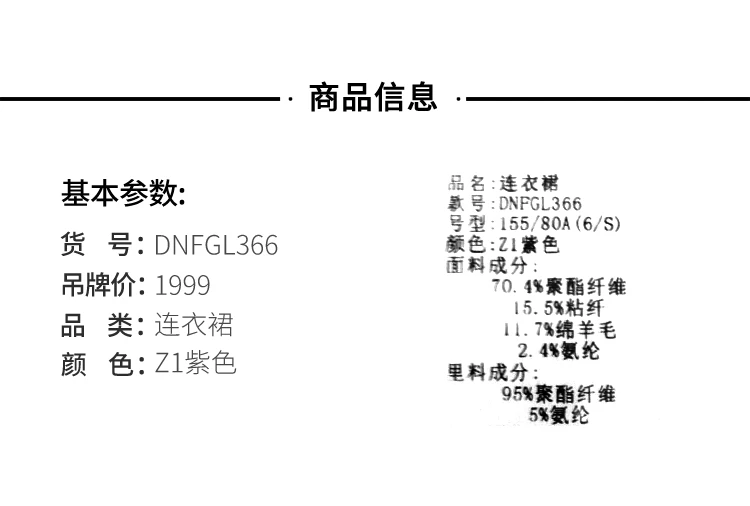 · 商品信息 ·
基本参数:
货 号: DNFGL366
吊牌价: 1999
品 类: 连衣裙
颜 色: Z1紫色
品名:连衣裙
款号:DNFGL366
号型:155/80A(6/S)
颜色:Z1紫色
面料成分:
70.4%聚酯纤维
15.5%粘纤
11.7%绵羊毛
2.4%氨纶
里料成分:
95%聚酯纤维
5%氨纶